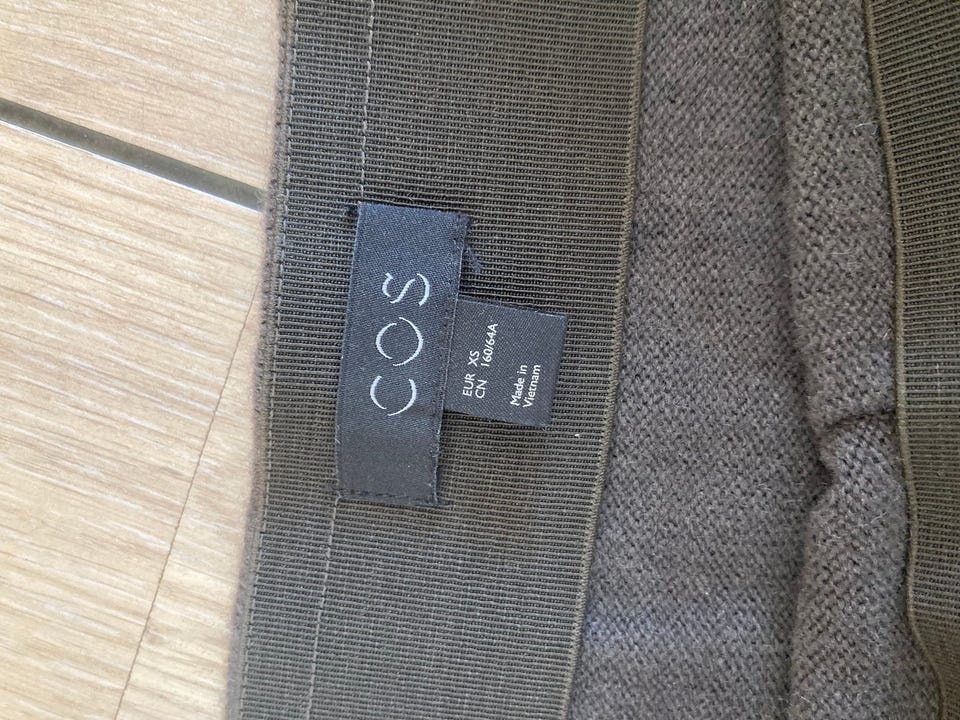 COS
EUR XS
CN 160/64A
Made in
Vietnam